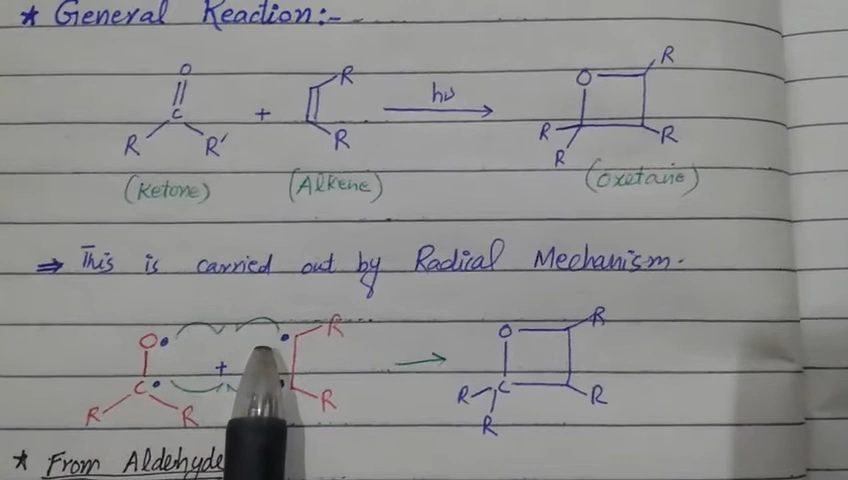 * General Reaction:-
O
C R R' + R R hν O R R R R
(Ketone) (Alkene) (Oxetane)
⇒ This is carried out by Radical Mechanism.
O• C• R R + • R R O R C R R R
* From Aldehyde